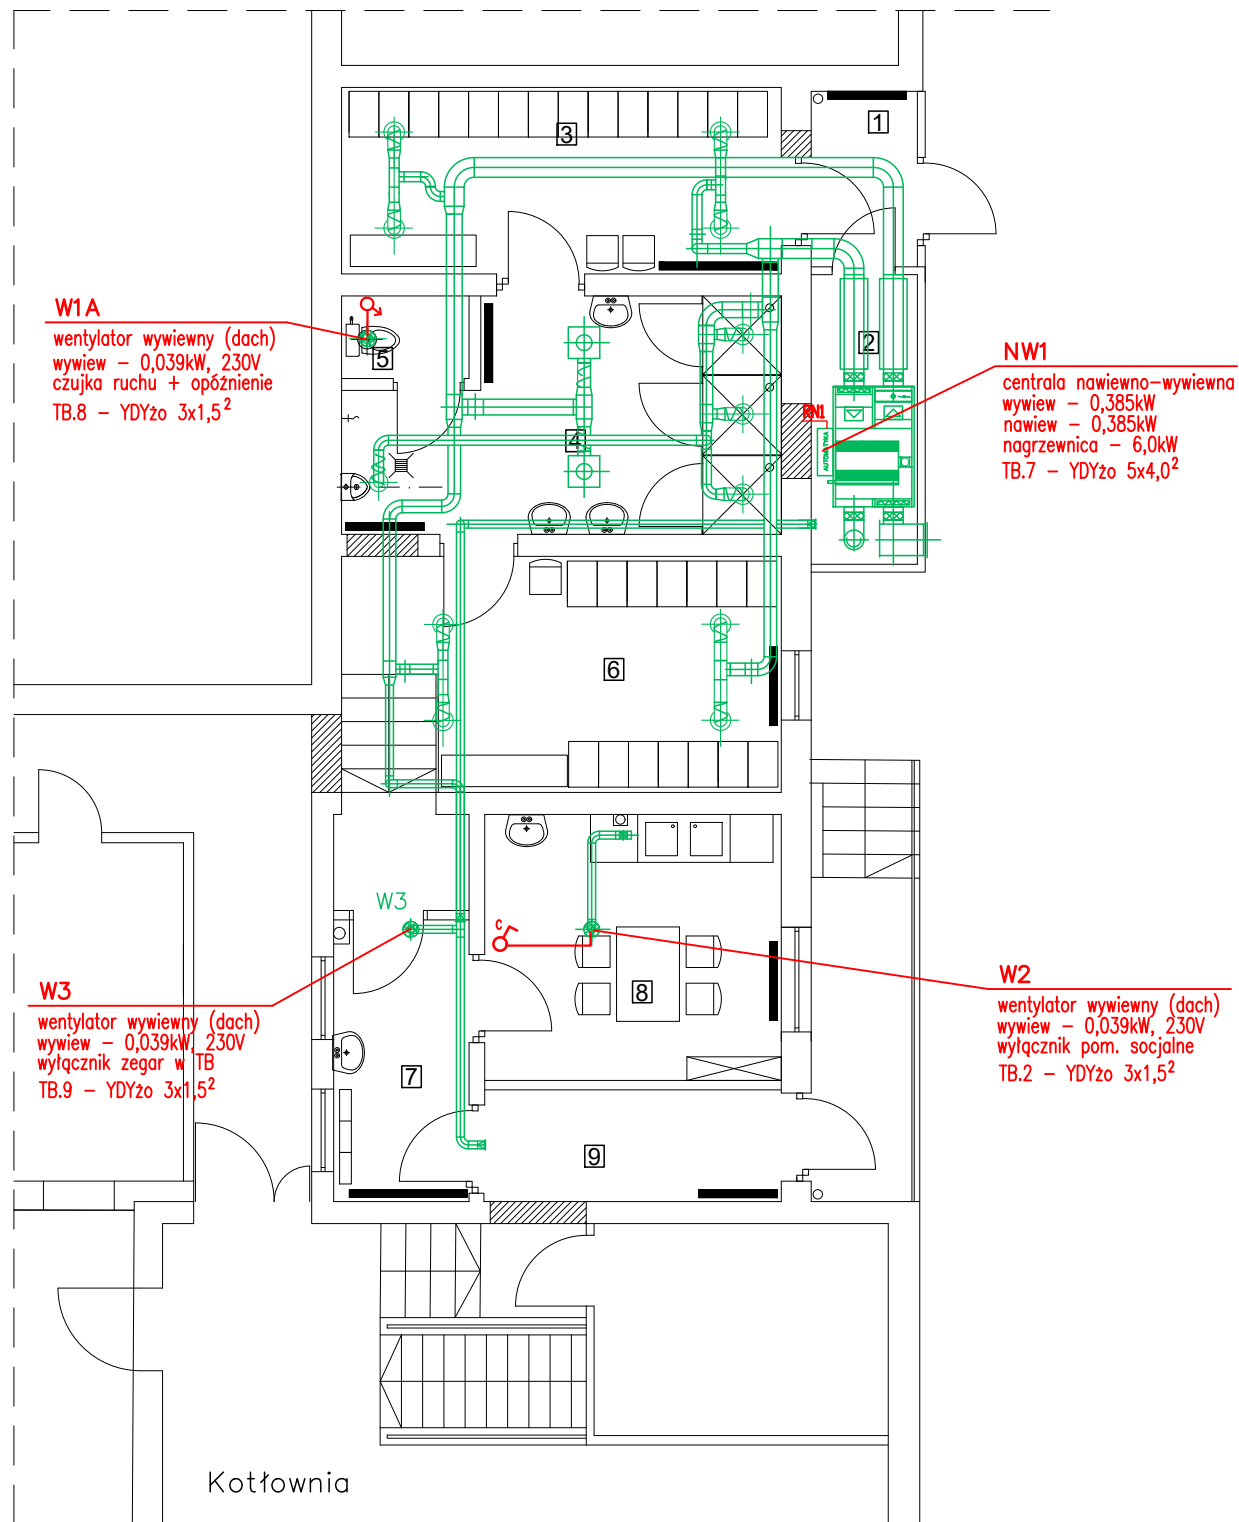 1
3
W1A
wentylator wywiewny (dach)
wywiew – 0,039kW, 230V
czujka ruchu + opóźnienie
TB.8 – YDYżo 3x1,5²
5
2
NW1
centrala nawiewno-wywiewna
wywiew – 0,385kW
nawiew – 0,385kW
nagrzewnica – 6,0kW
TB.7 – YDYżo 5x4,0²
RN1
AUTOMATYKA
4
6
W3
c
8
W3
wentylator wywiewny (dach)
wywiew – 0,039kW, 230V
wyłącznik zegar w TB
TB.9 – YDYżo 3x1,5²
W2
wentylator wywiewny (dach)
wywiew – 0,039kW, 230V
wyłącznik pom. socjalne
TB.2 – YDYżo 3x1,5²
7
9
Kotłownia